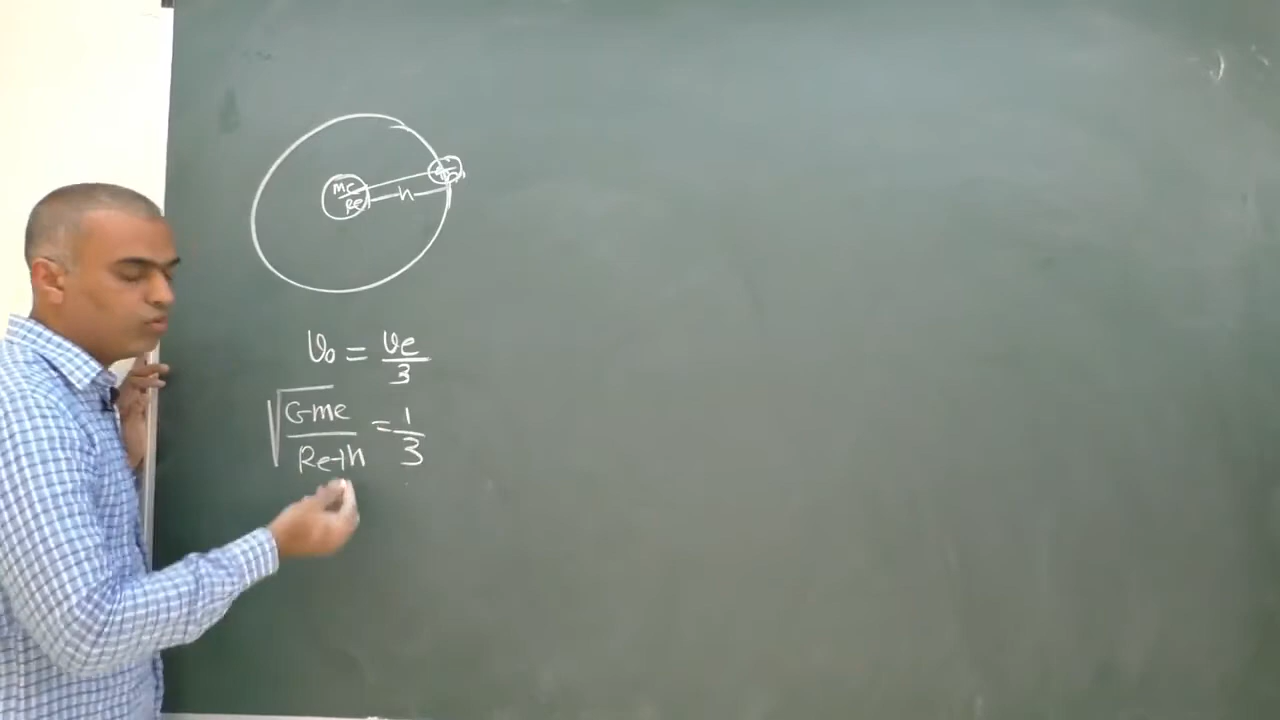 Me
Re
h
v₀ = ve/3
√(Gme/(Re+h)) = 1/3